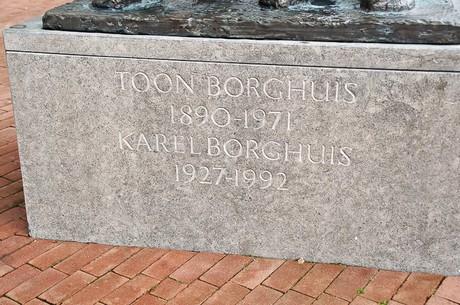 TOON BORGHUIS
1890-1971
KAREL BORGHUIS
1927-1992